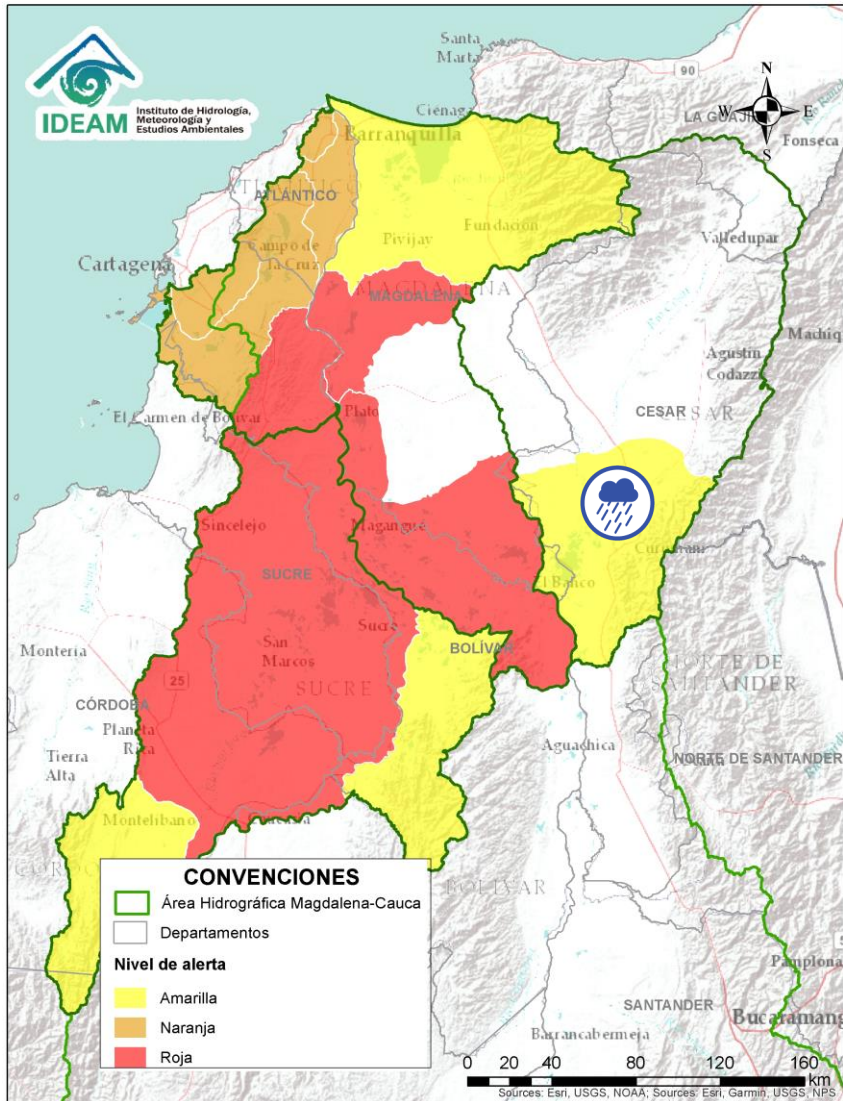 IDEAM
Instituto de Hidrología,
Meteorología y
Estudios Ambientales
Santa
Marta
90
N
W
E
S
LA GUAJI
Fonseca
Ciénaga
Barranquilla
ATLÁNTICO
Fundación
Pivijay
Valledupar
Campo de
la Cruz
Cartagena
MAGDALENA
Agustín
Codazzi
CESAR
CESAR
El Carmen de Bolívar
Plato
Sincelejo
Magangué
El Banco
SUCRE
Sucre
San
Marcos
SUCRE
BOLÍVAR
Montería
25
CÓRDOBA
Planeta
Rica
Tierra
Alta
NORTE DE
SANTANDER
Aguachica
NORTE DE SANTANDER
Montelíbano
BOLÍVAR
Pamplona
SANTANDER
Bucaramang
Barrancabermeja
CONVENCIONES
Área Hidrográfica Magdalena-Cauca
Departamentos
Nivel de alerta
Amarilla
Naranja
Roja
0 20 40 80 120 160
km
Sources: Esri, USGS, NOAA; Sources: Esri, Garmin, USGS, NPS